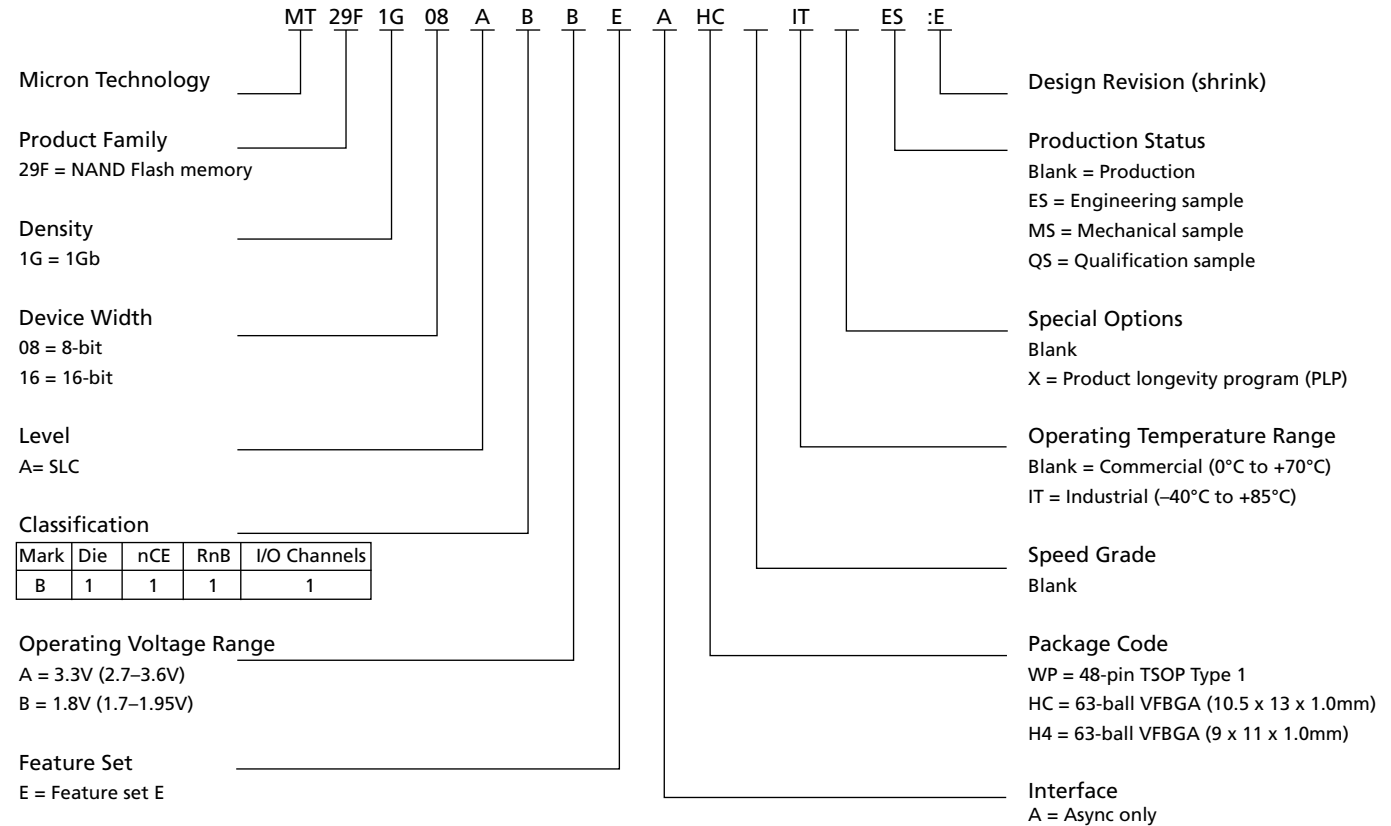 MT 29F 1G 08 A B B E A HC IT ES :E
Micron Technology
Product Family
29F = NAND Flash memory
Density
1G = 1Gb
Device Width
08 = 8-bit
16 = 16-bit
Level
A= SLC
Classification
Mark Die nCE RnB I/O Channels
B 1 1 1 1
Operating Voltage Range
A = 3.3V (2.7–3.6V)
B = 1.8V (1.7–1.95V)
Feature Set
E = Feature set E
Design Revision (shrink)
Production Status
Blank = Production
ES = Engineering sample
MS = Mechanical sample
QS = Qualification sample
Special Options
Blank
X = Product longevity program (PLP)
Operating Temperature Range
Blank = Commercial (0°C to +70°C)
IT = Industrial (–40°C to +85°C)
Speed Grade
Blank
Package Code
WP = 48-pin TSOP Type 1
HC = 63-ball VFBGA (10.5 x 13 x 1.0mm)
H4 = 63-ball VFBGA (9 x 11 x 1.0mm)
Interface
A = Async only